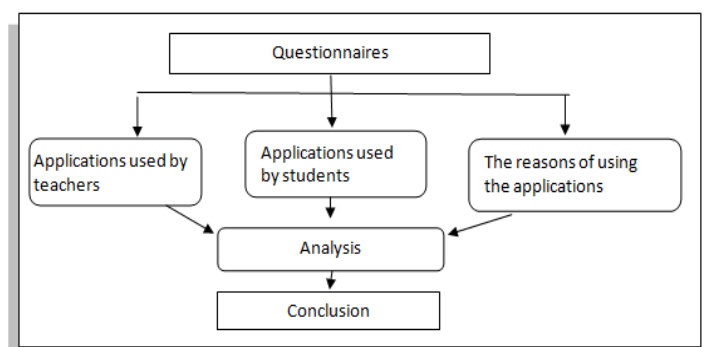 Questionnaires
Applications used by
teachers
Applications used
by students
The reasons of using
the applications
Analysis
Conclusion